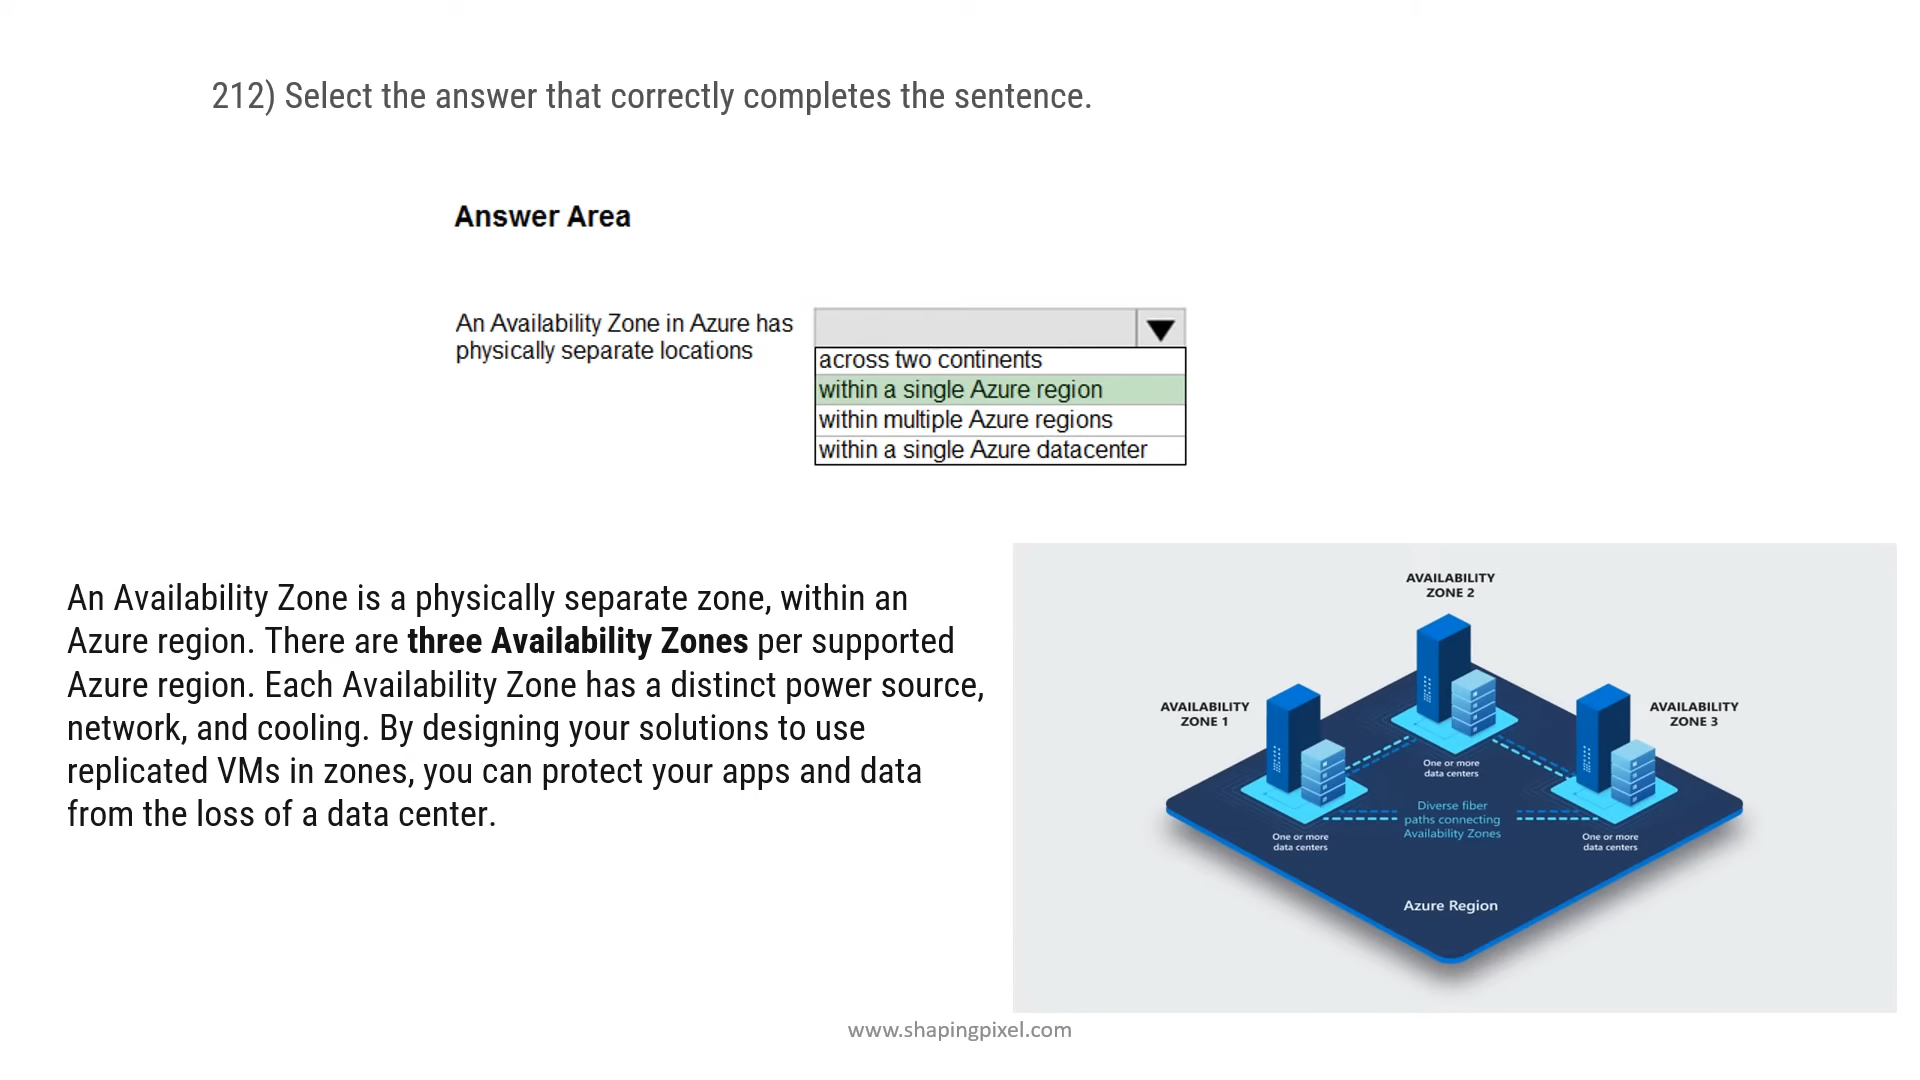 212) Select the answer that correctly completes the sentence.
Answer Area
An Availability Zone in Azure has
physically separate locations
across two continents
within a single Azure region
within multiple Azure regions
within a single Azure datacenter
An Availability Zone is a physically separate zone, within an
Azure region. There are three Availability Zones per supported
Azure region. Each Availability Zone has a distinct power source,
network, and cooling. By designing your solutions to use
replicated VMs in zones, you can protect your apps and data
from the loss of a data center.
AVAILABILITY
ZONE 2
AVAILABILITY
ZONE 1
AVAILABILITY
ZONE 3
One or more
data centers
Diverse fiber
paths connecting
Availability Zones
One or more
data centers
One or more
data centers
Azure Region
www.shapingpixel.com